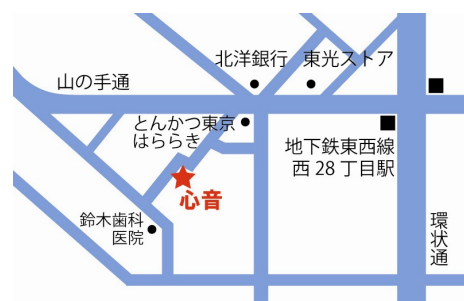 北洋銀行
東光ストア
山の手通
とんかつ東京
はららき
地下鉄東西線
西28丁目駅
心音
鈴木歯科
医院
環状通